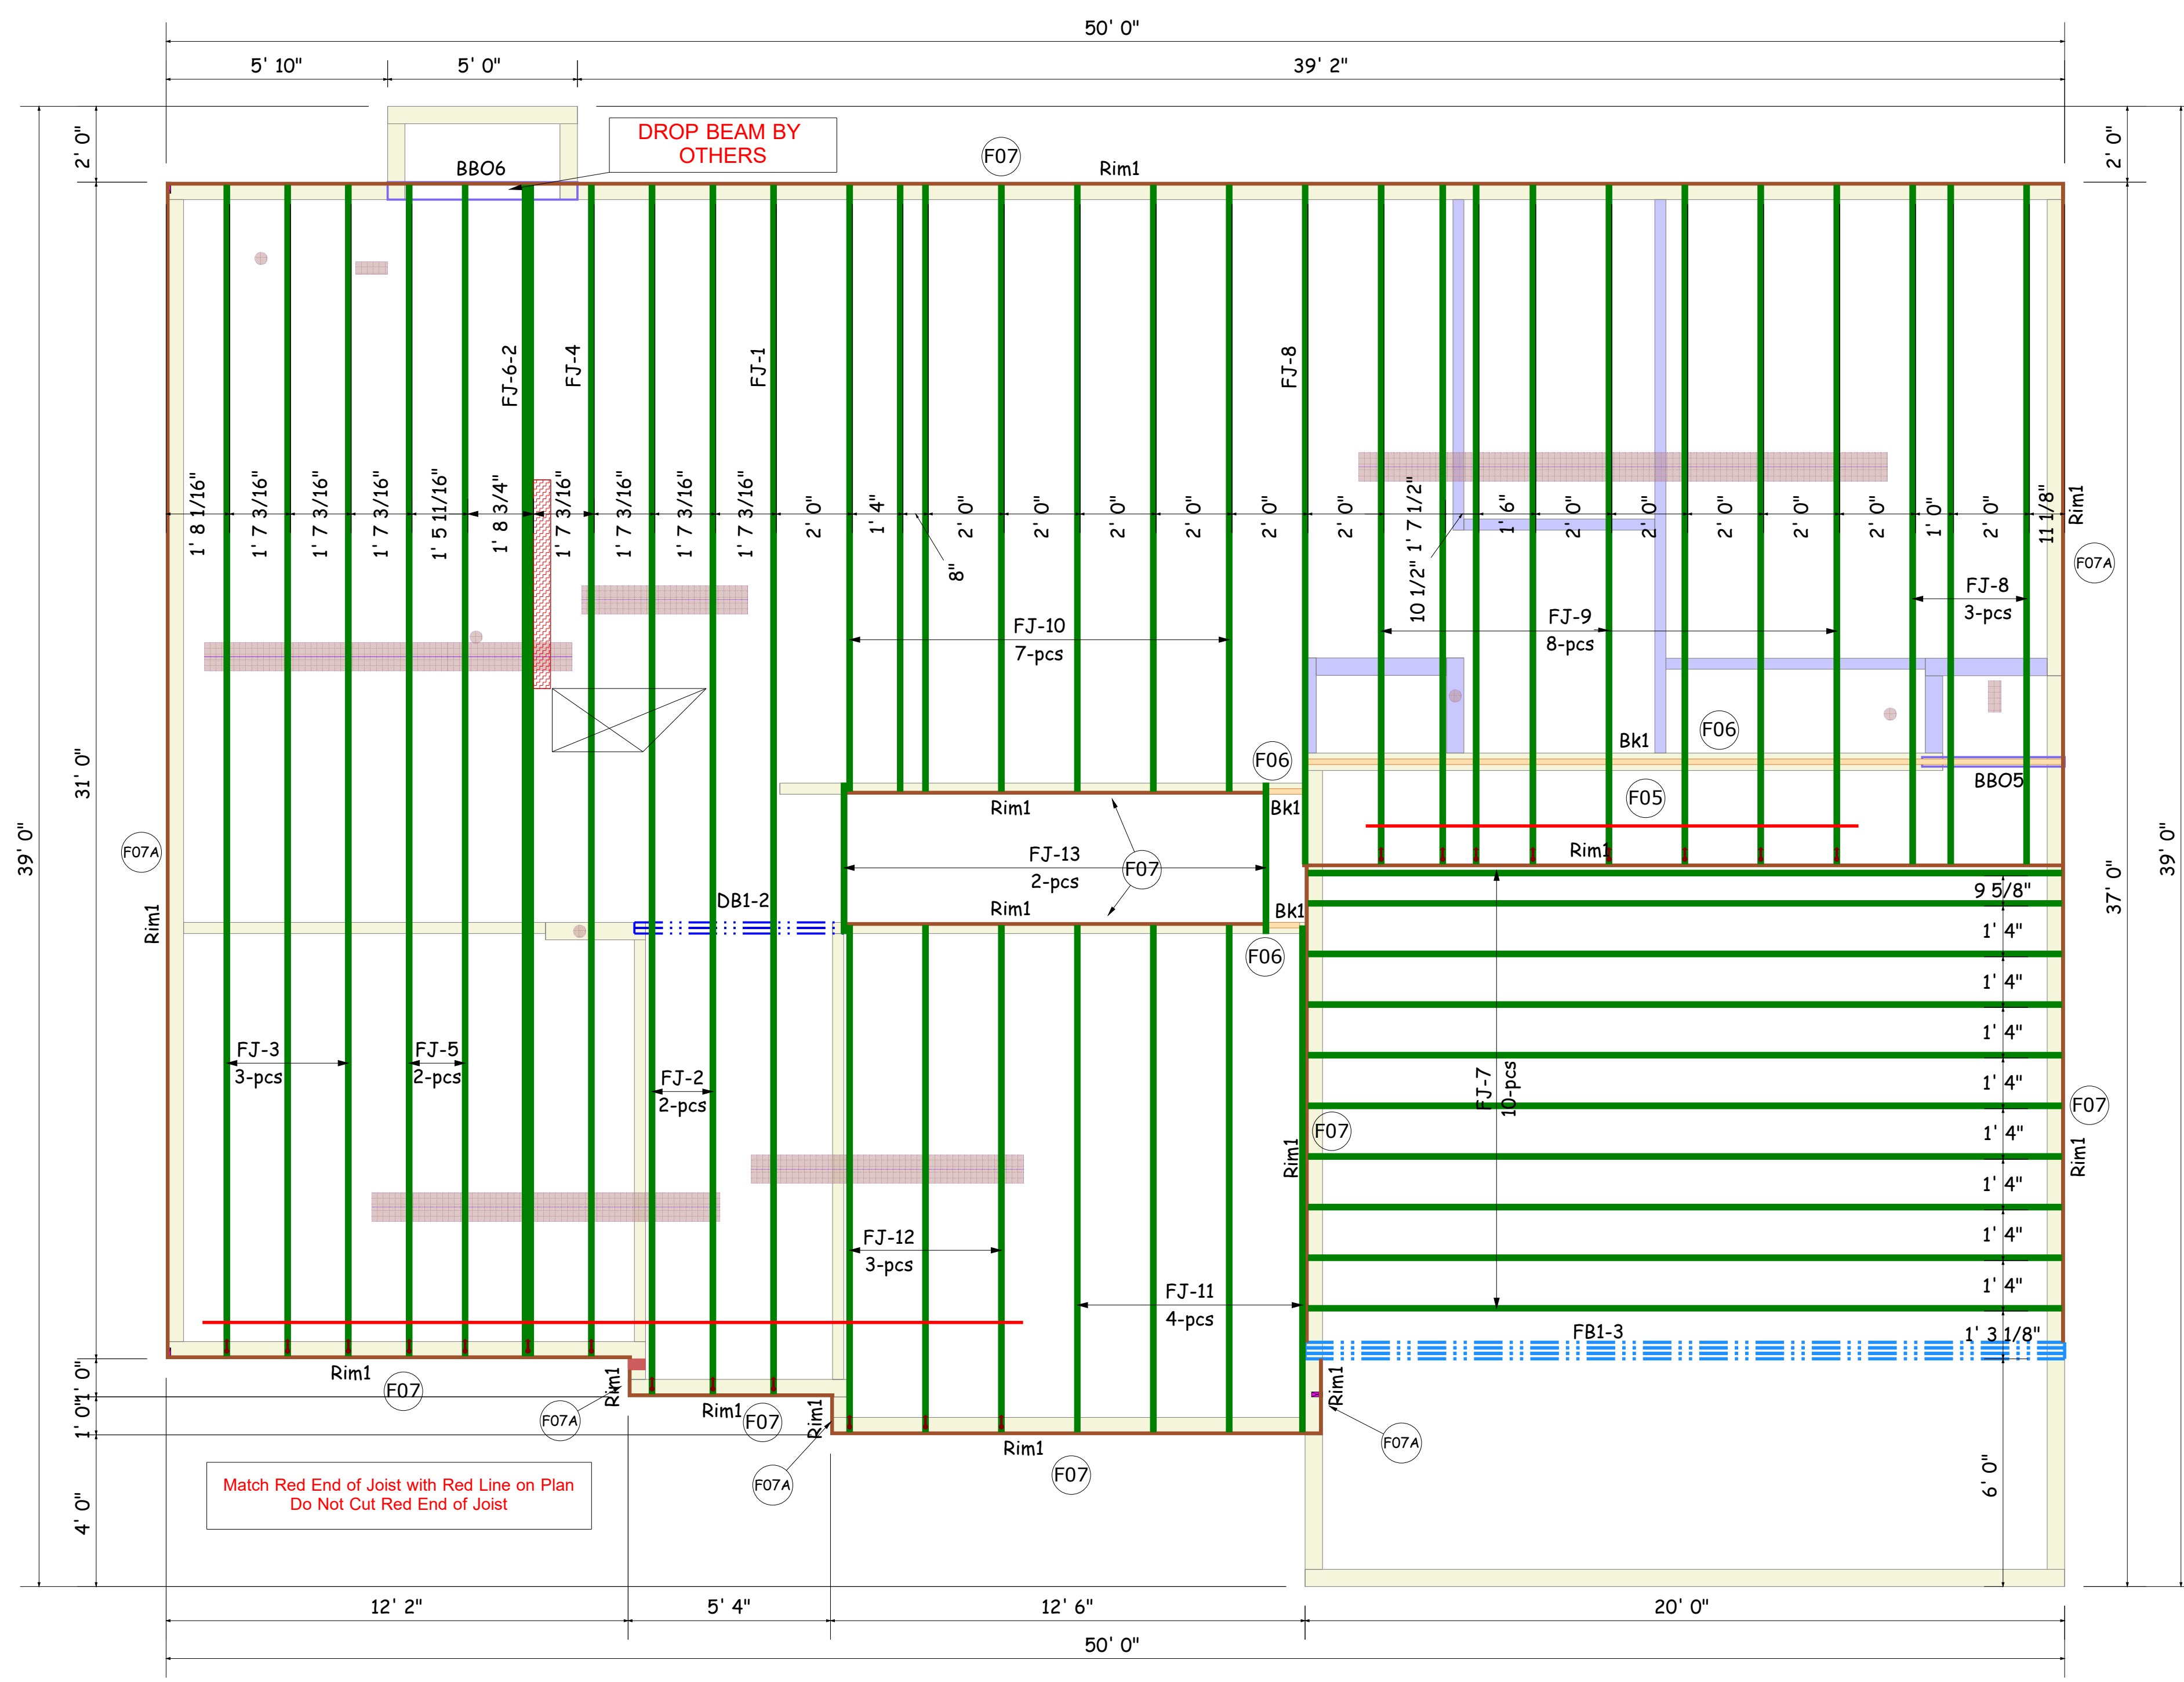 50' 0"
5' 10"
5' 0"
39' 2"
2' 0"
DROP BEAM BY
OTHERS
F07
Rim1
BBO6
2' 0"
FJ-6-2
FJ-4
FJ-1
FJ-8
1' 8 1/16"
1' 7 3/16"
1' 7 3/16"
1' 7 3/16"
1' 5 11/16"
1' 8 3/4"
1' 7 3/16"
1' 7 3/16"
1' 7 3/16"
1' 7 3/16"
2' 0"
1' 4"
8"
2' 0"
2' 0"
2' 0"
2' 0"
2' 0"
2' 0"
1' 7 1/2"
10 1/2"
1' 6"
2' 0"
2' 0"
2' 0"
2' 0"
2' 0"
1' 0"
2' 0"
11 1/8"
Rim1
F07A
FJ-10
7-pcs
FJ-9
8-pcs
FJ-8
3-pcs
31' 0"
39' 0"
F07A
Rim1
F06
Bk1
F06
BBO5
F05
Rim1
Bk1
Rim1
FJ-13
2-pcs
F07
DB1-2
Rim1
Bk1
F06
37' 0"
39' 0"
9 5/8"
1' 4"
1' 4"
1' 4"
1' 4"
1' 4"
1' 4"
1' 4"
1' 4"
1' 3 1/8"
FJ-3
3-pcs
FJ-5
2-pcs
FJ-2
2-pcs
FJ-7
10-pcs
F07
Rim1
F07
Rim1
FJ-12
3-pcs
FJ-11
4-pcs
FB1-3
1' 0"
1' 0"
4' 0"
Rim1
F07
Rim1
F07A
Rim1
F07
Rim1
F07A
Rim1
F07
Rim1
F07A
6' 0"
Match Red End of Joist with Red Line on Plan
Do Not Cut Red End of Joist
12' 2"
5' 4"
12' 6"
20' 0"
50' 0"